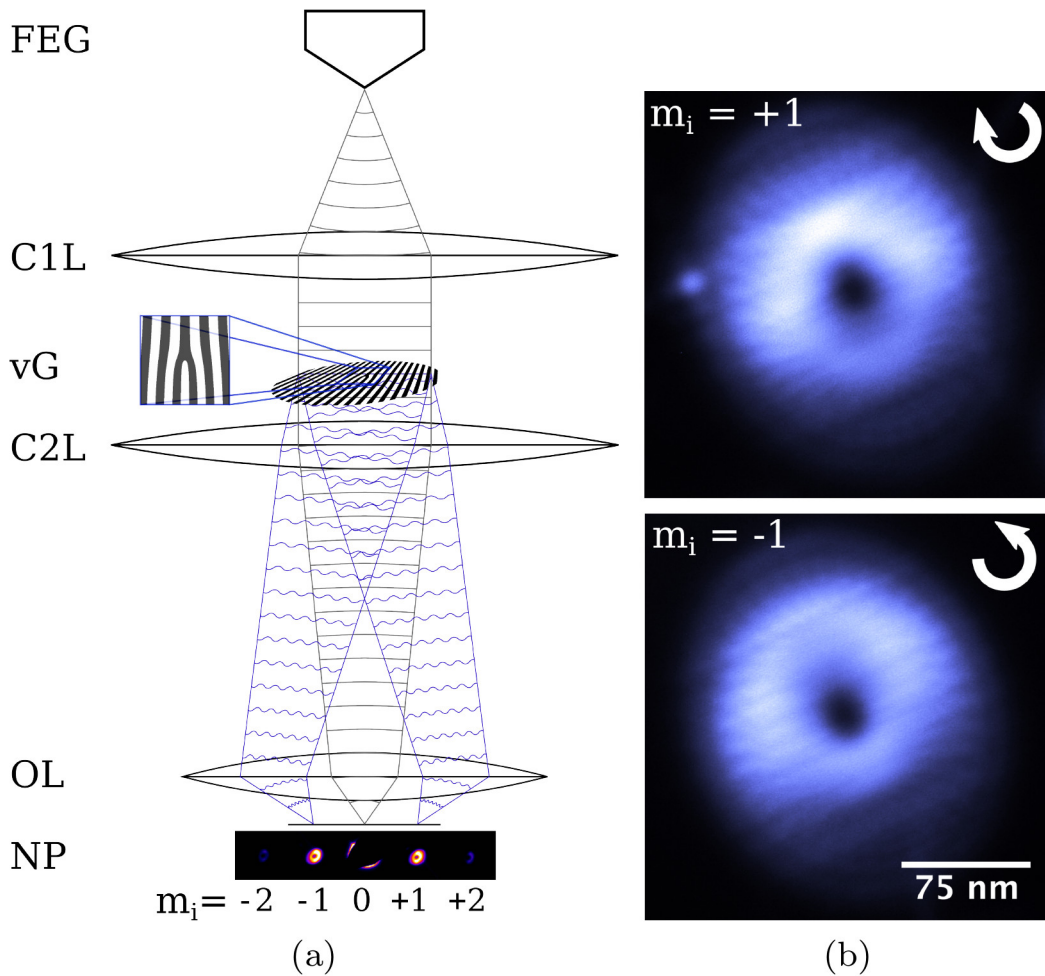 FEG
C1L
vG
C2L
OL
NP
mᵢ= -2 -1 0 +1 +2
(a)
mᵢ = +1
mᵢ = -1
75 nm
(b)